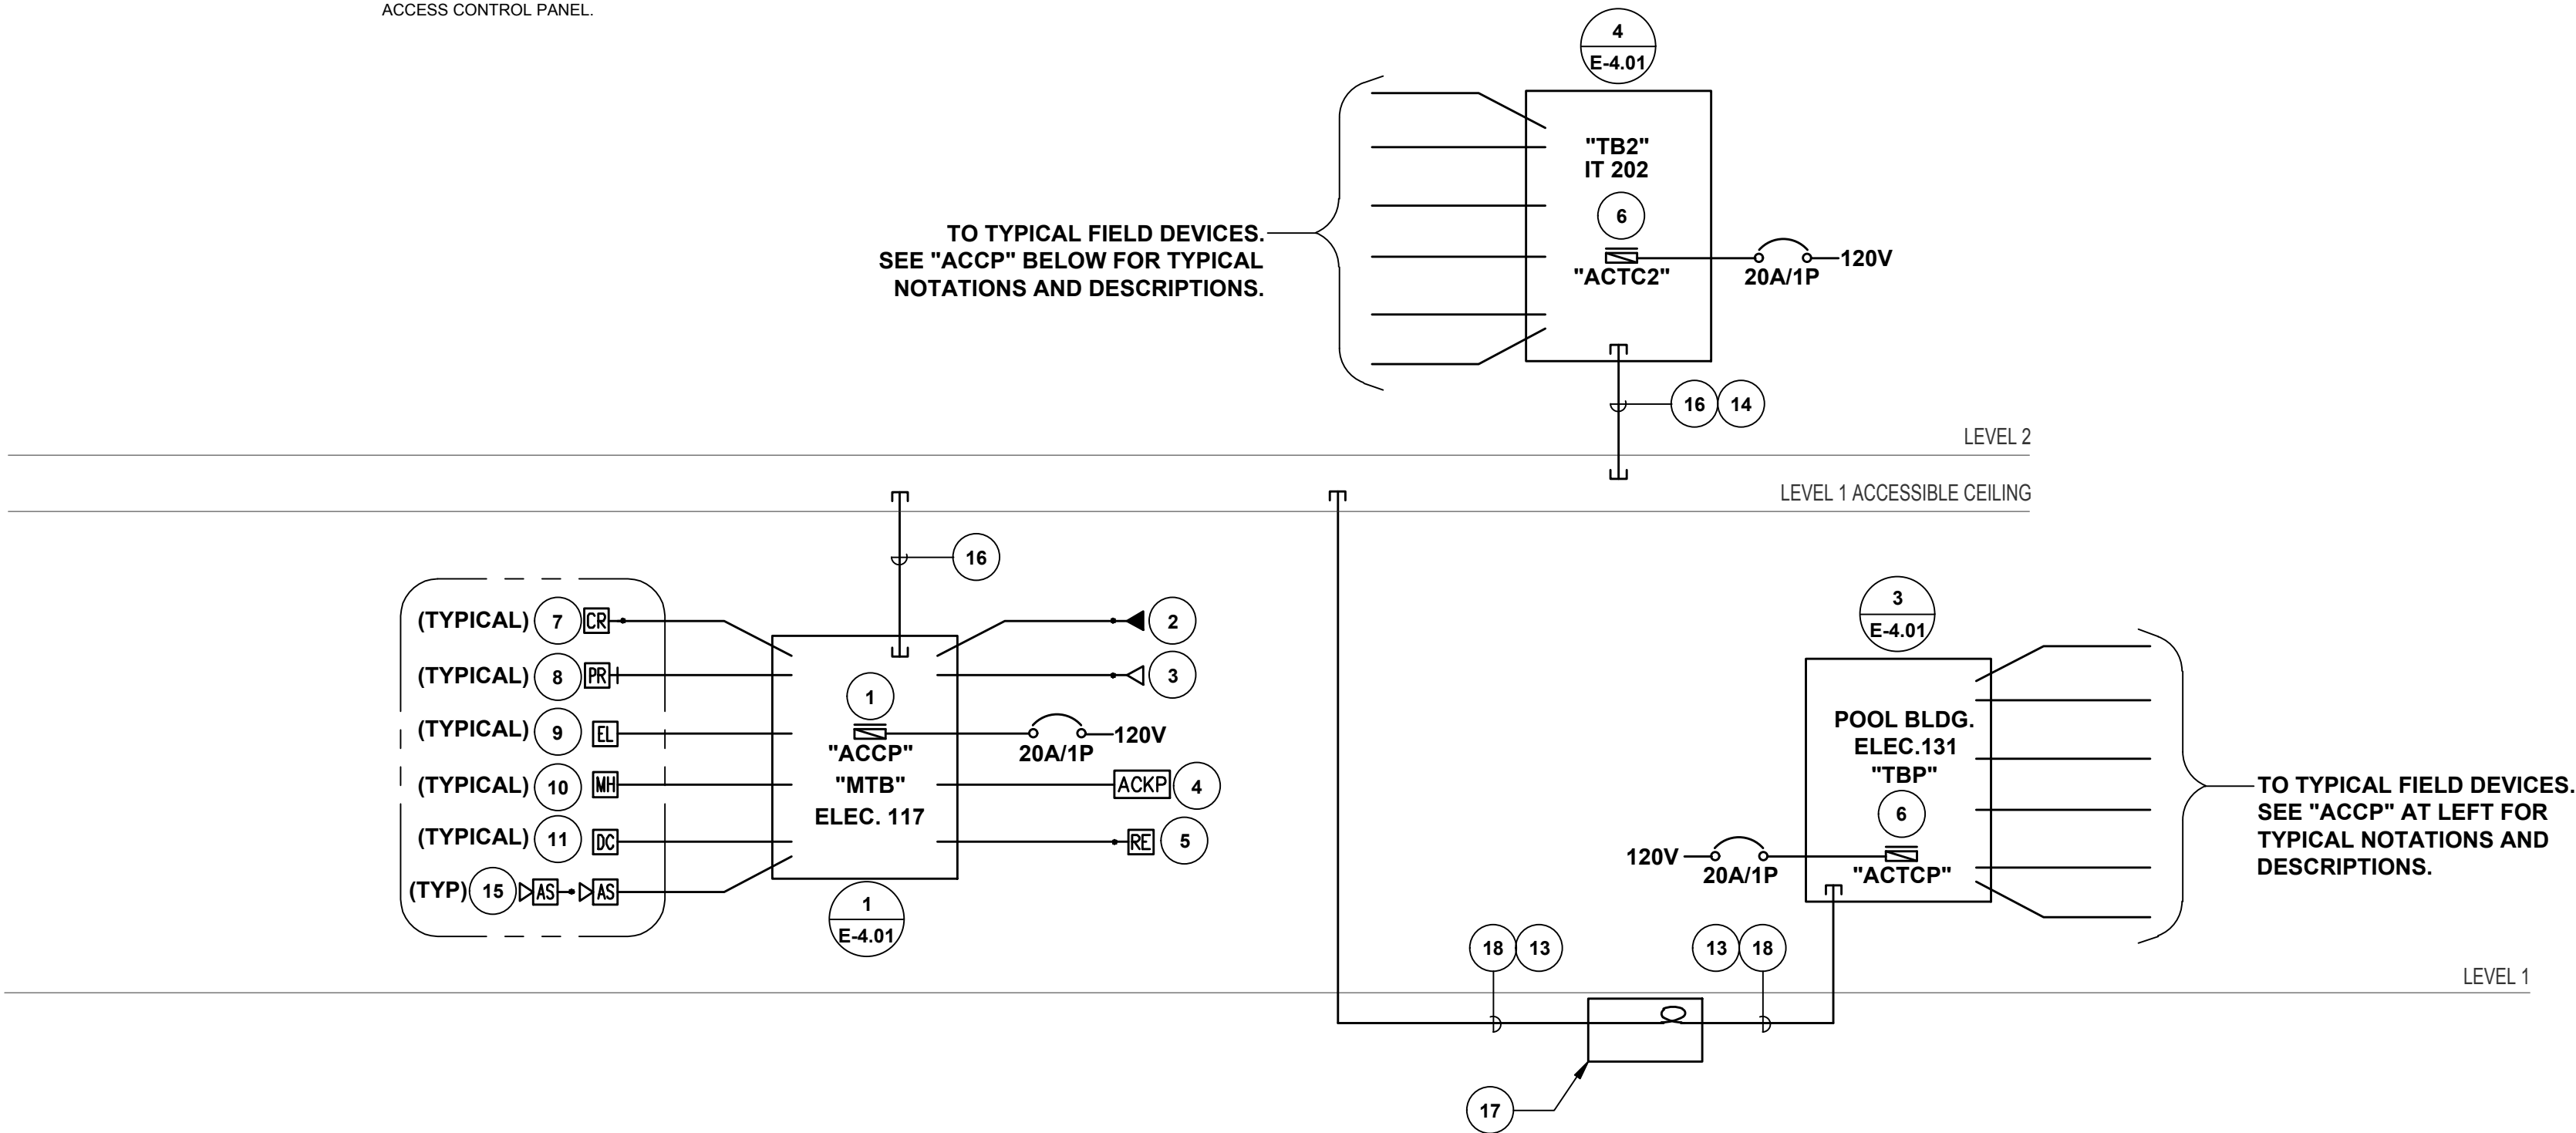 ACCESS CONTROL PANEL.
4
E-4.01
"TB2"
IT 202
6
"ACTC2"
20A/1P
120V
TO TYPICAL FIELD DEVICES.
SEE "ACCP" BELOW FOR TYPICAL
NOTATIONS AND DESCRIPTIONS.
16 14
LEVEL 2
LEVEL 1 ACCESSIBLE CEILING
16
(TYPICAL) 7 CR
(TYPICAL) 8 PR
(TYPICAL) 9 EL
(TYPICAL) 10 MH
(TYPICAL) 11 DC
(TYP) 15 AS AS
1
"ACCP"
"MTB"
ELEC. 117
1
E-4.01
2
3
20A/1P
120V
ACKP 4
RE 5
3
E-4.01
POOL BLDG.
ELEC.131
"TBP"
6
"ACTCP"
120V
20A/1P
TO TYPICAL FIELD DEVICES.
SEE "ACCP" AT LEFT FOR
TYPICAL NOTATIONS AND
DESCRIPTIONS.
18 13
13 18
LEVEL 1
17